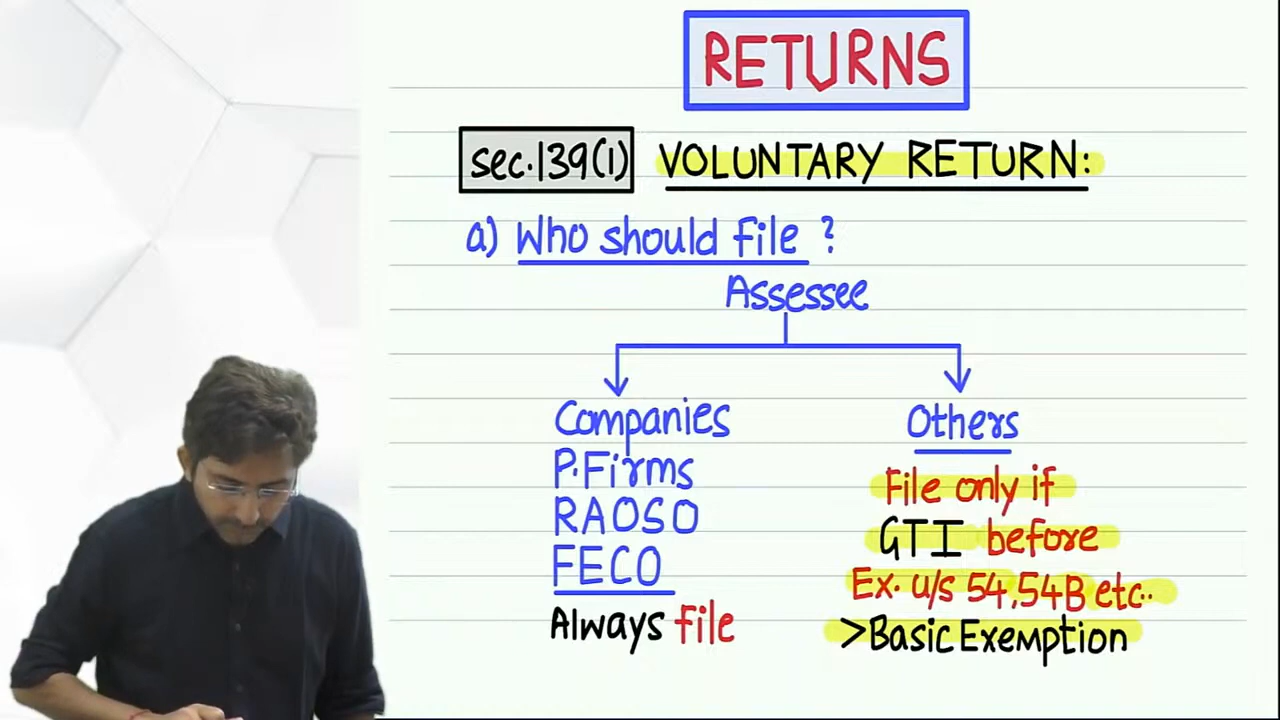 RETURNS
sec.139(1) VOLUNTARY RETURN:
a) Who should file ?
Assessee
Companies
P.Firms
RAOSO
FECO
Always file
Others
File only if
GTI before
Ex. u/s 54,54B etc..
>Basic Exemption